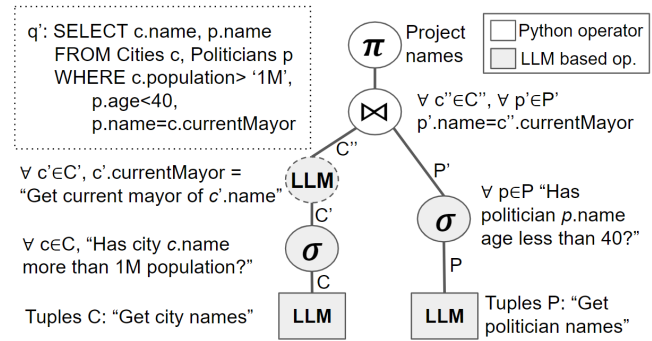 q’: SELECT c.name, p.name
FROM Cities c, Politicians p
WHERE c.population> ‘1M’,
p.age<40,
p.name=c.currentMayor
π
Project
names
Python operator
LLM based op.
⋈
∀ c’’∈C’’, ∀ p’∈P’
p’.name=c’’.currentMayor
C’’
P’
∀ c’∈C’, c’.currentMayor =
“Get current mayor of c’.name”
LLM
C’
∀ p∈P “Has
politician p.name
age less than 40?”
σ
∀ c∈C, “Has city c.name
more than 1M population?”
σ
C
P
Tuples C: “Get city names”
LLM
LLM
Tuples P: “Get
politician names”